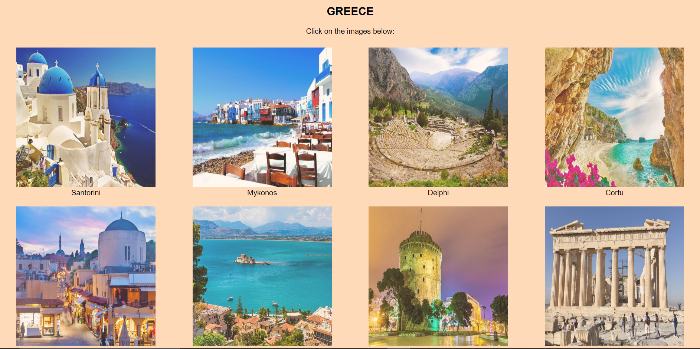 GREECE
Click on the images below:
Santorini
Mykonos
Delphi
Corfu